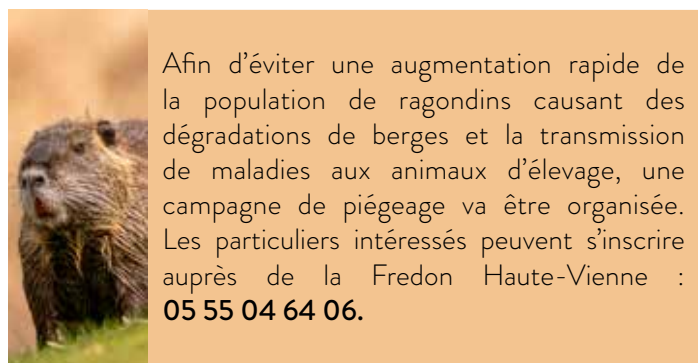 Afin d’éviter une augmentation rapide de
la population de ragondins causant des
dégradations de berges et la transmission
de maladies aux animaux d’élevage, une
campagne de piégeage va être organisée.
Les particuliers intéressés peuvent s’inscrire
auprès de la Fredon Haute-Vienne :
05 55 04 64 06.